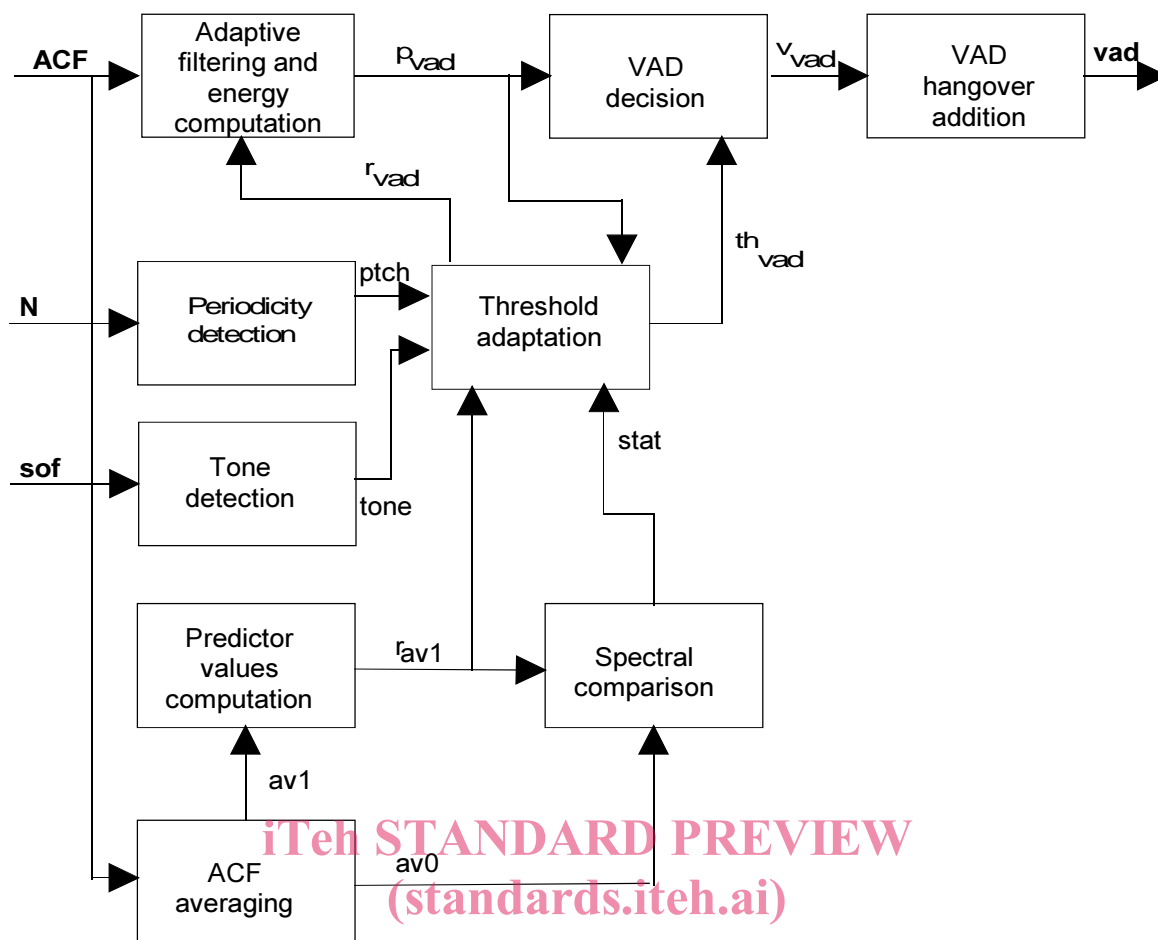 ACF
Adaptive
filtering and
energy
computation
pvad
VAD
decision
vvad
VAD
hangover
addition
vad
rvad
thvad
N
Periodicity
detection
ptch
Threshold
adaptation
sof
Tone
detection
tone
stat
Predictor
values
computation
rav1
Spectral
comparison
av1
ACF
averaging
av0
iTeh STANDARD PREVIEW
(standards.iteh.ai)